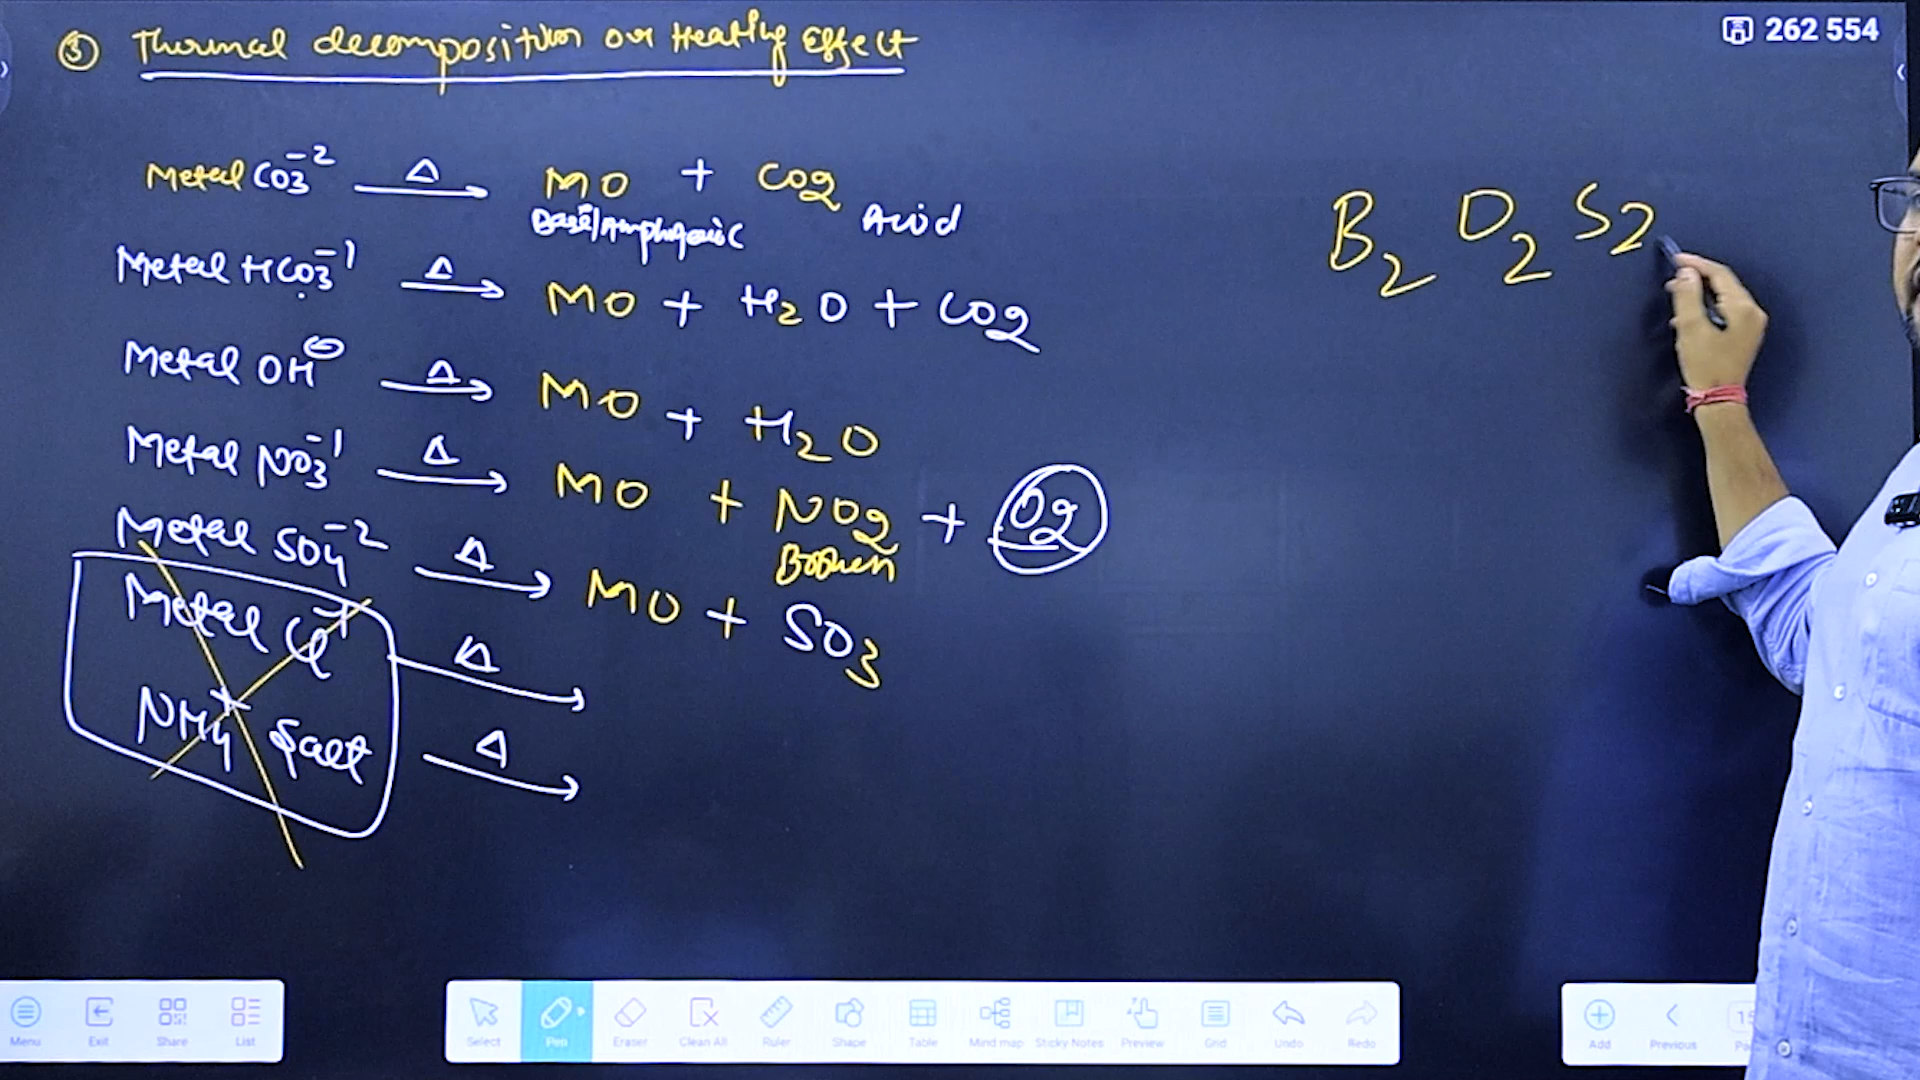 ③ Thermal decomposition or Heating Effect
262 554
Metal CO3⁻² —Δ→ MO + CO2
Base/Amphoteric Acid
B2 O2 S2
Metal HCO3⁻¹ —Δ→ MO + H2O + CO2
Metal OH⊖ —Δ→ MO + H2O
Metal NO3⁻¹ —Δ→ MO + NO2 + O2
Brown
Metal SO4⁻² —Δ→ MO + SO3
Metal Cl⁻¹ —Δ→
NH4⁺ Salt —Δ→
Menu Exit Share List
Select Pen Eraser Clean All Ruler Shape Table Mind map Sticky Notes Preview Grid Undo Redo
Add Previous 15